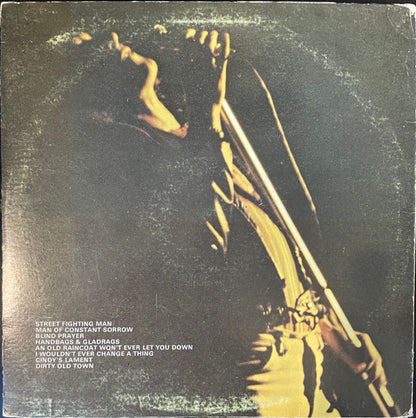 STREET FIGHTING MAN
MAN OF CONSTANT SORROW
BLIND PRAYER
HANDBAGS & GLADRAGS
AN OLD RAINCOAT WON'T EVER LET YOU DOWN
I WOULDN'T EVER CHANGE A THING
CINDY'S LAMENT
DIRTY OLD TOWN